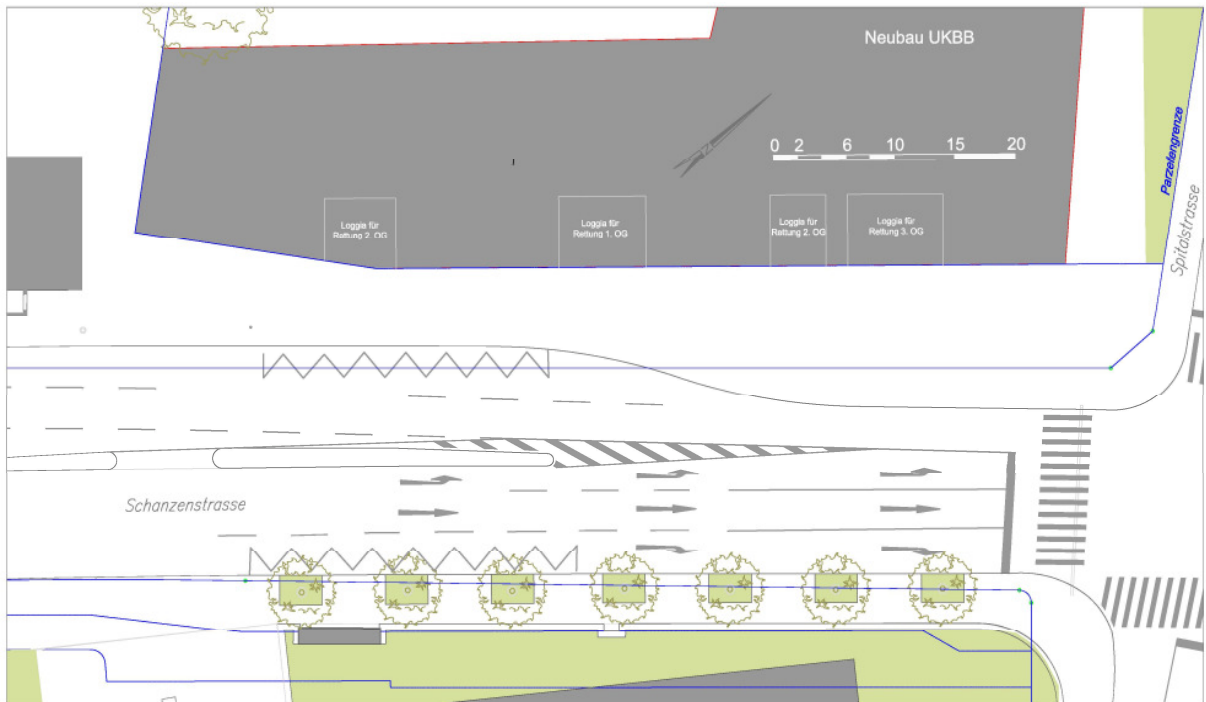 Neubau UKBB
0 2 6 10 15 20
Parzellengrenze
Spitalstrasse
Loggia für
Rettung 2. OG
Loggia für
Rettung 1. OG
Loggia für
Rettung 2. OG
Loggia für
Rettung 3. OG
Schanzenstrasse